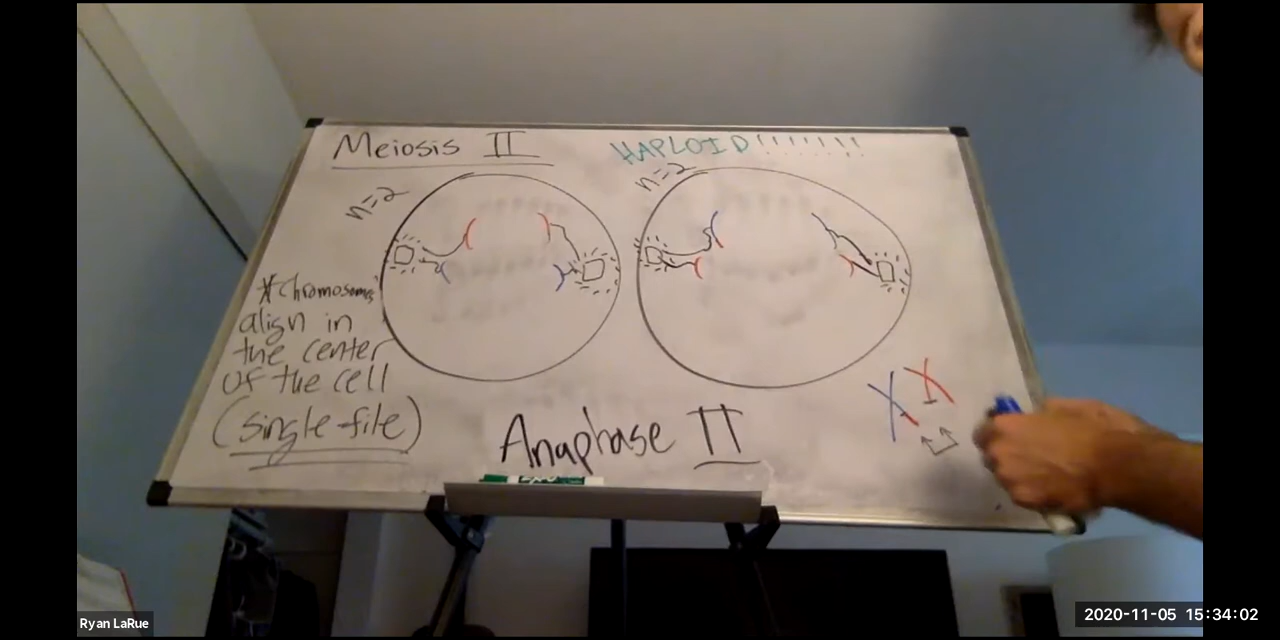 Meiosis II
HAPLOID!!!!!!!
n=2
n=2
*Chromosomes
align in
the center
of the cell
(single-file)
Anaphase II
EXPO
Ryan LaRue
2020-11-05 15:34:02